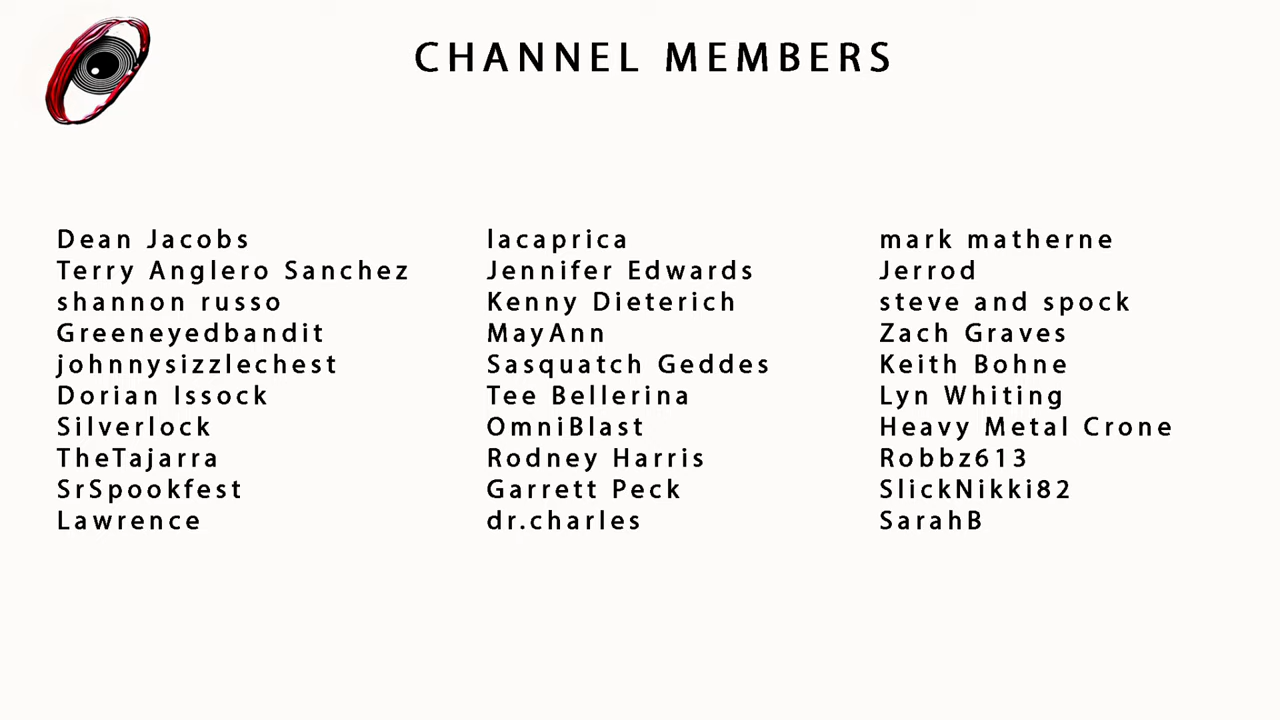 CHANNEL MEMBERS
Dean Jacobs
Terry Anglero Sanchez
shannon russo
Greeneyedbandit
johnnysizzlechest
Dorian Issock
Silverlock
TheTajarra
SrSpookfest
Lawrence
lacaprica
Jennifer Edwards
Kenny Dieterich
MayAnn
Sasquatch Geddes
Tee Bellerina
OmniBlast
Rodney Harris
Garrett Peck
dr.charles
mark matherne
Jerrod
steve and spock
Zach Graves
Keith Bohne
Lyn Whiting
Heavy Metal Crone
Robbz613
SlickNikki82
SarahB